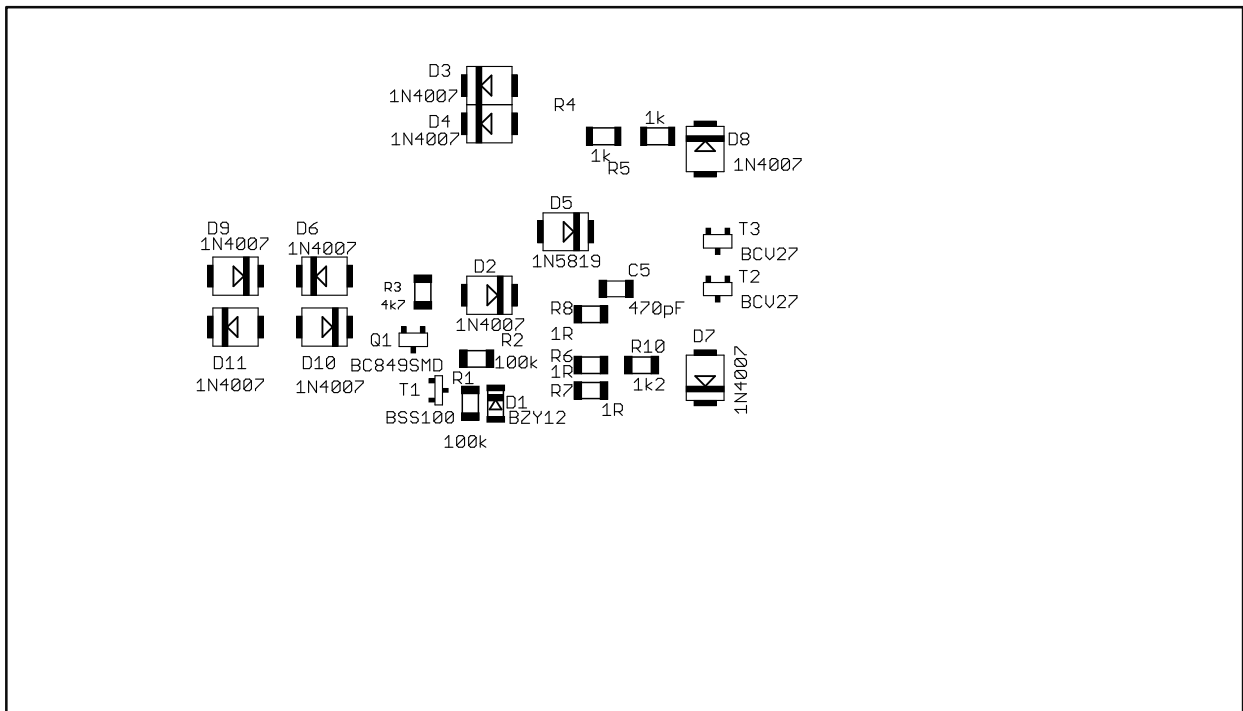 D3
1N4007
D4
1N4007
R4
1k
1k
R5
D8
1N4007
D5
1N5819
D9
1N4007
D6
1N4007
T3
BCV27
D2
1N4007
C5
470pF
T2
BCV27
R3
4k7
R8
1R
Q1
BC849SMD
R2
100k
D11
1N4007
D10
1N4007
R6
1R
R10
1k2
D7
1N4007
T1
BSS100
R1
100k
D1
BZY12
R7
1R